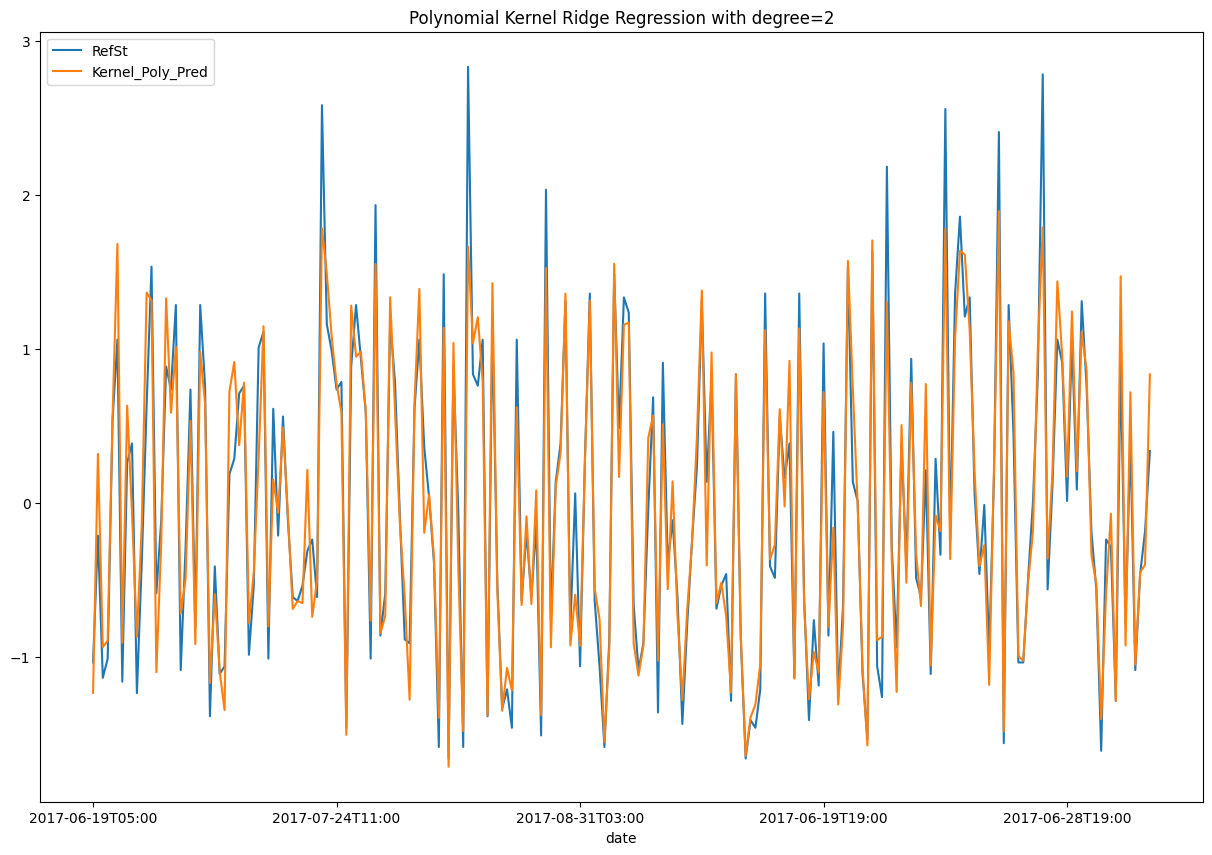 Polynomial Kernel Ridge Regression with degree=2
RefSt
Kernel_Poly_Pred
3
2
1
0
−1
2017-06-19T05:00
2017-07-24T11:00
2017-08-31T03:00
2017-06-19T19:00
2017-06-28T19:00
date